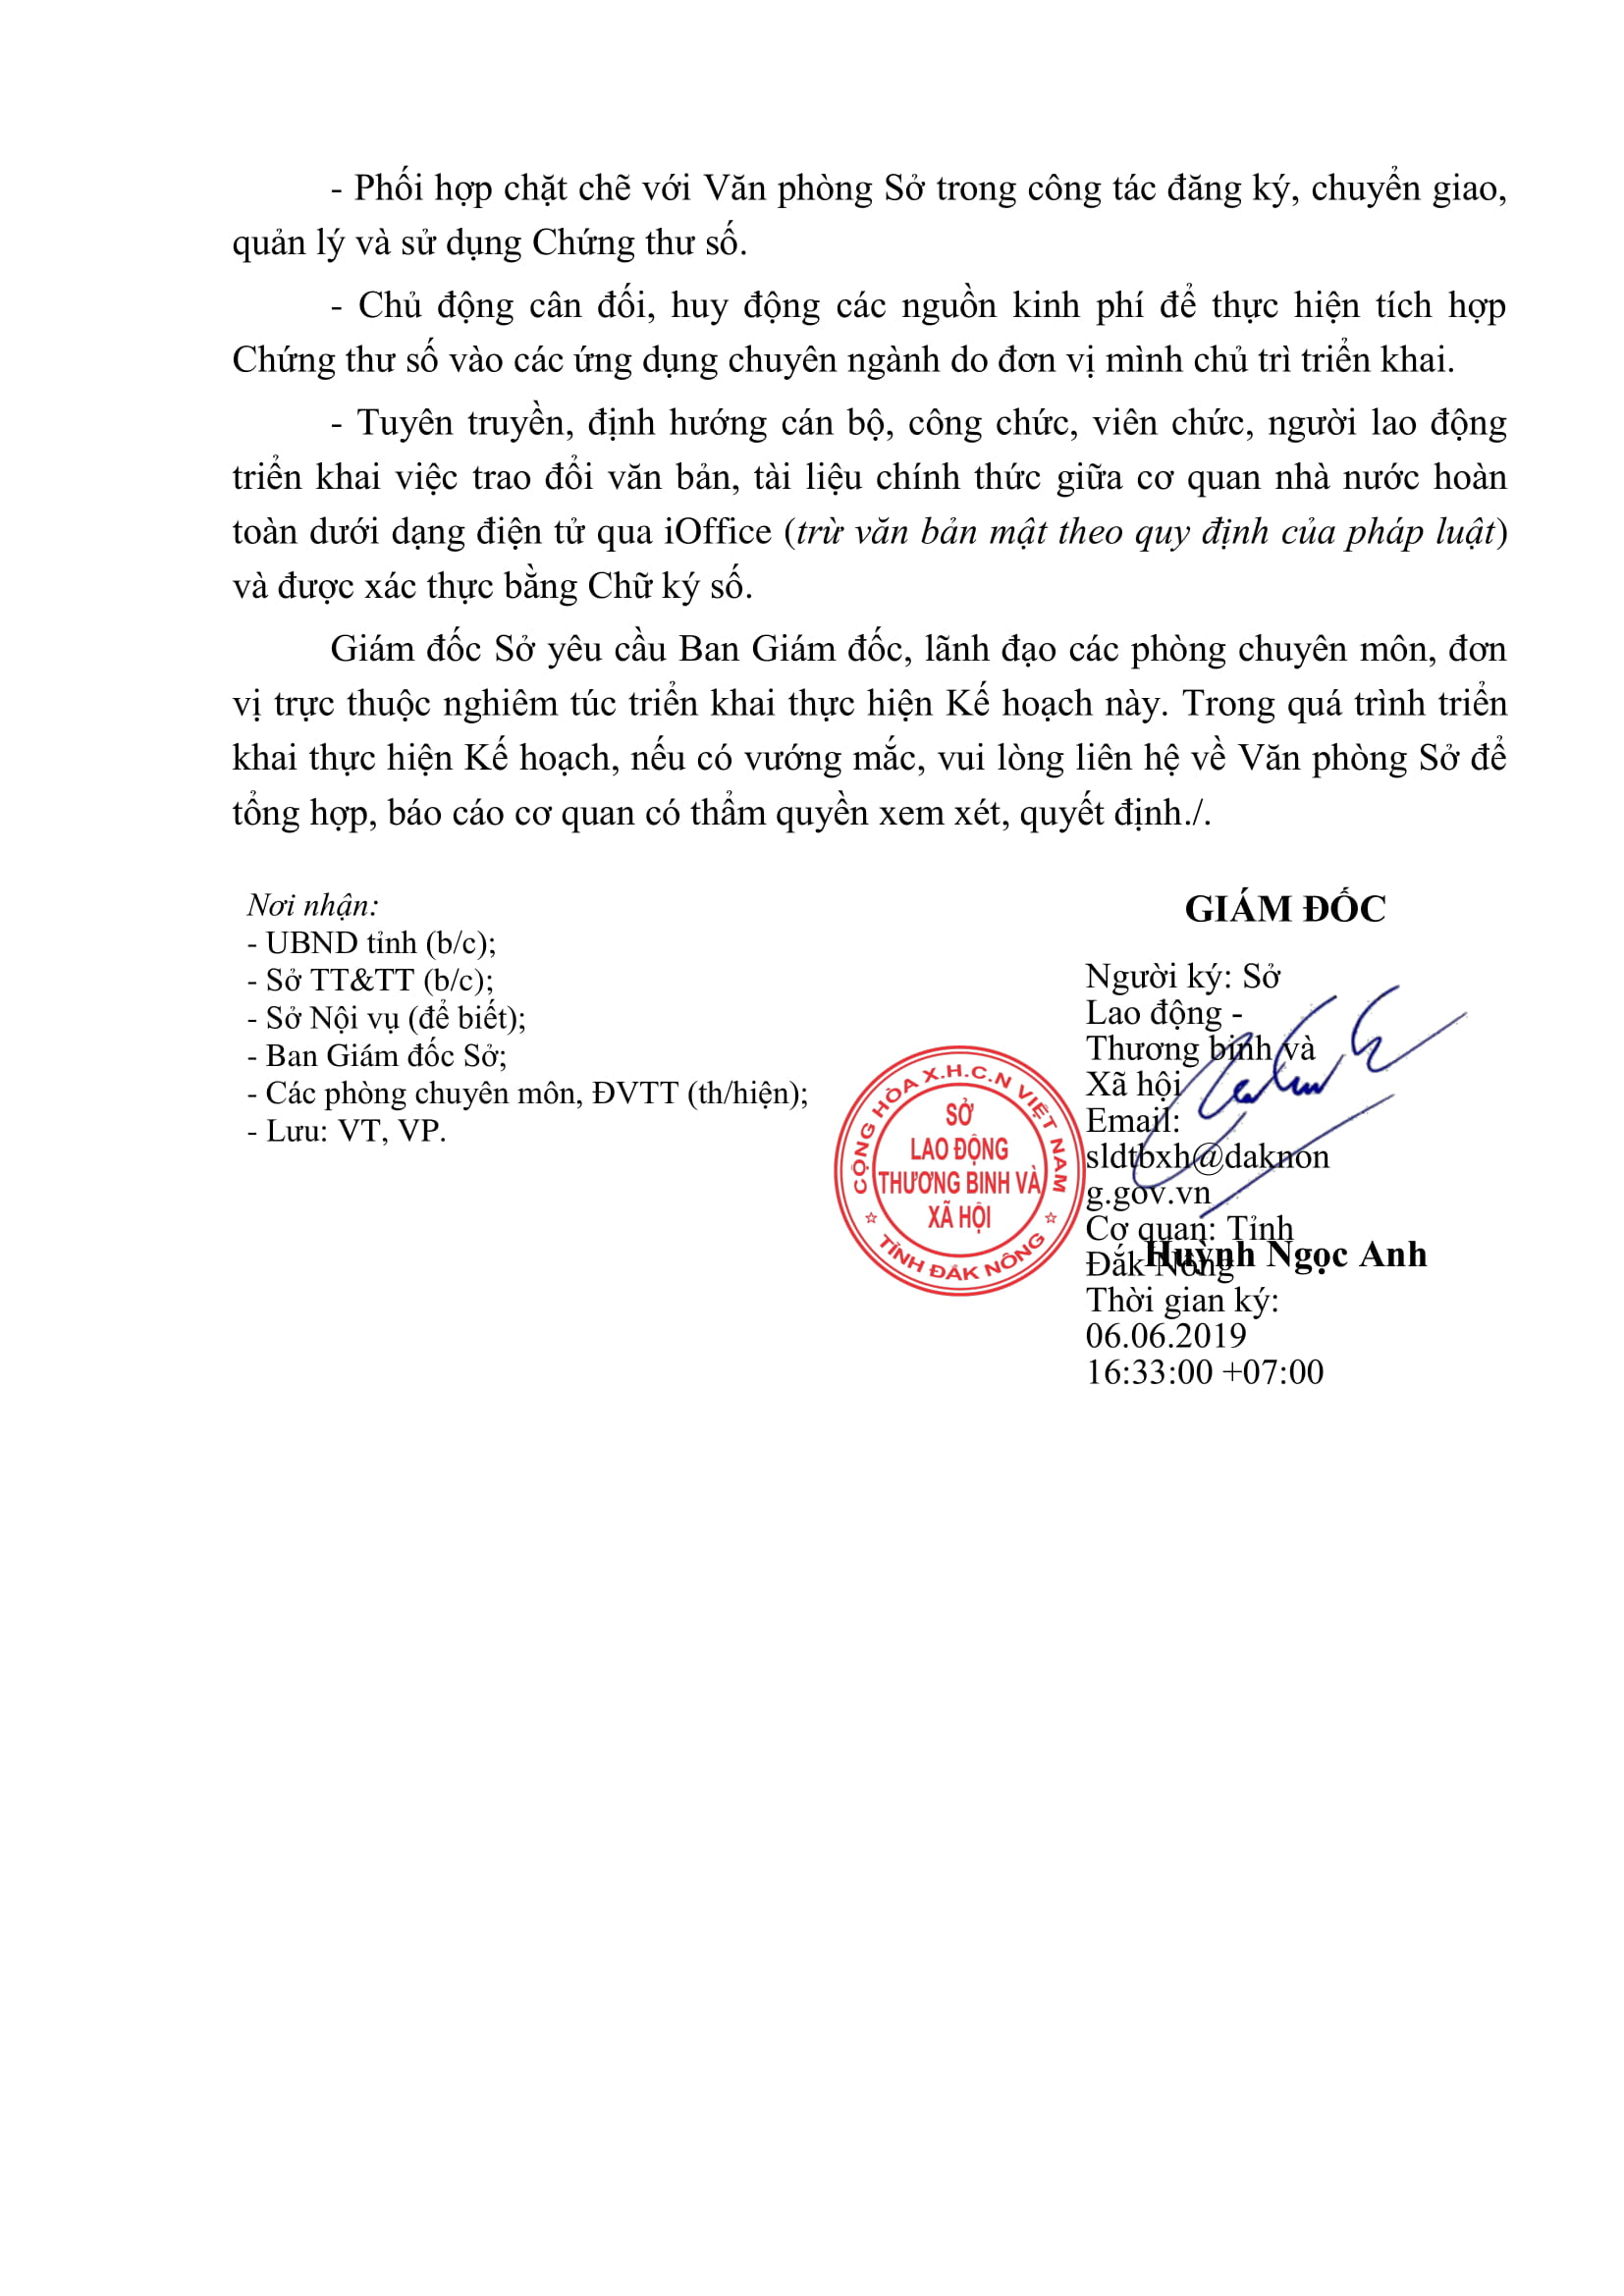 - Phối hợp chặt chẽ với Văn phòng Sở trong công tác đăng ký, chuyển giao,
quản lý và sử dụng Chứng thư số.
- Chủ động cân đối, huy động các nguồn kinh phí để thực hiện tích hợp
Chứng thư số vào các ứng dụng chuyên ngành do đơn vị mình chủ trì triển khai.
- Tuyên truyền, định hướng cán bộ, công chức, viên chức, người lao động
triển khai việc trao đổi văn bản, tài liệu chính thức giữa cơ quan nhà nước hoàn
toàn dưới dạng điện tử qua iOffice (trừ văn bản mật theo quy định của pháp luật)
và được xác thực bằng Chữ ký số.
Giám đốc Sở yêu cầu Ban Giám đốc, lãnh đạo các phòng chuyên môn, đơn
vị trực thuộc nghiêm túc triển khai thực hiện Kế hoạch này. Trong quá trình triển
khai thực hiện Kế hoạch, nếu có vướng mắc, vui lòng liên hệ về Văn phòng Sở để
tổng hợp, báo cáo cơ quan có thẩm quyền xem xét, quyết định./.
Nơi nhận:
- UBND tỉnh (b/c);
- Sở TT&TT (b/c);
- Sở Nội vụ (để biết);
- Ban Giám đốc Sở;
- Các phòng chuyên môn, ĐVTT (th/hiện);
- Lưu: VT, VP.
GIÁM ĐỐC
CỘNG HÒA X.H.C.N VIỆT NAM
SỞ
LAO ĐỘNG
THƯƠNG BINH VÀ
XÃ HỘI
TỈNH ĐẮK NÔNG
Người ký: Sở
Lao động -
Thương binh và
Xã hội
Email:
sldtbxh@daknon
g.gov.vn
Cơ quan: Tỉnh
Đắk Nông
Thời gian ký:
06.06.2019
16:33:00 +07:00
Huỳnh Ngọc Anh